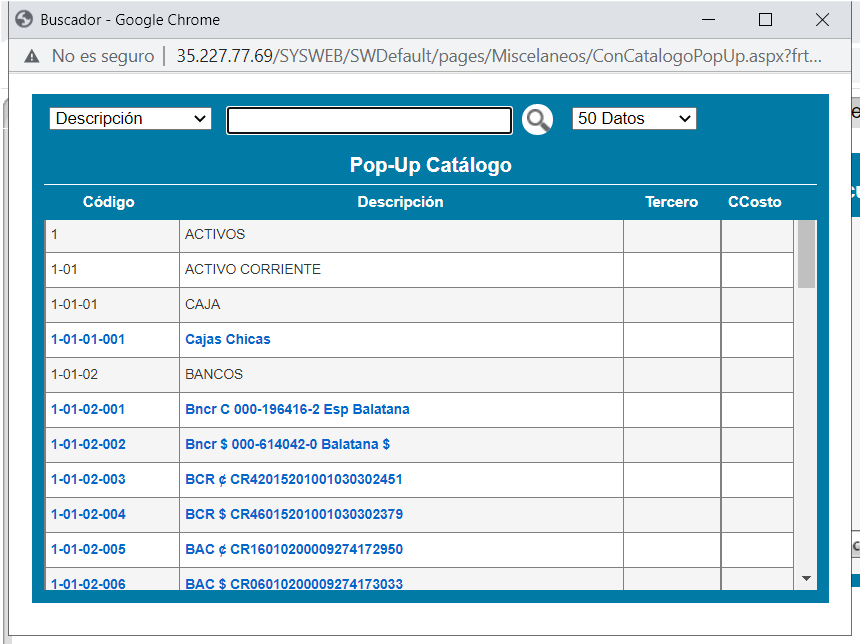 Buscador - Google Chrome
No es seguro | 35.227.77.69/SYSWEB/SWDefault/pages/Miscelaneos/ConCatalogoPopUp.aspx?frt...
Descripción 50 Datos
Pop-Up Catálogo
Código Descripción Tercero CCosto
1 ACTIVOS
1-01 ACTIVO CORRIENTE
1-01-01 CAJA
1-01-01-001 Cajas Chicas
1-01-02 BANCOS
1-01-02-001 Bncr C 000-196416-2 Esp Balatana
1-01-02-002 Bncr $ 000-614042-0 Balatana $
1-01-02-003 BCR ¢ CR42015201001030302451
1-01-02-004 BCR $ CR46015201001030302379
1-01-02-005 BAC ¢ CR16010200009274172950
1-01-02-006 BAC $ CR06010200009274173033